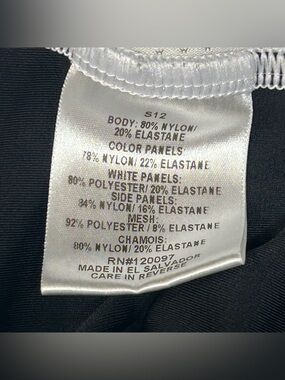 S12
BODY: 80% NYLON/
20% ELASTANE
COLOR PANELS:
78% NYLON/ 22% ELASTANE
WHITE PANELS:
80% POLYESTER/ 20% ELASTANE
SIDE PANELS:
84% NYLON/ 16% ELASTANE
MESH:
92% POLYESTER / 8% ELASTANE
CHAMOIS:
80% NYLON/ 20% ELASTANE
RN#120097
MADE IN EL SALVADOR
CARE IN REVERSE